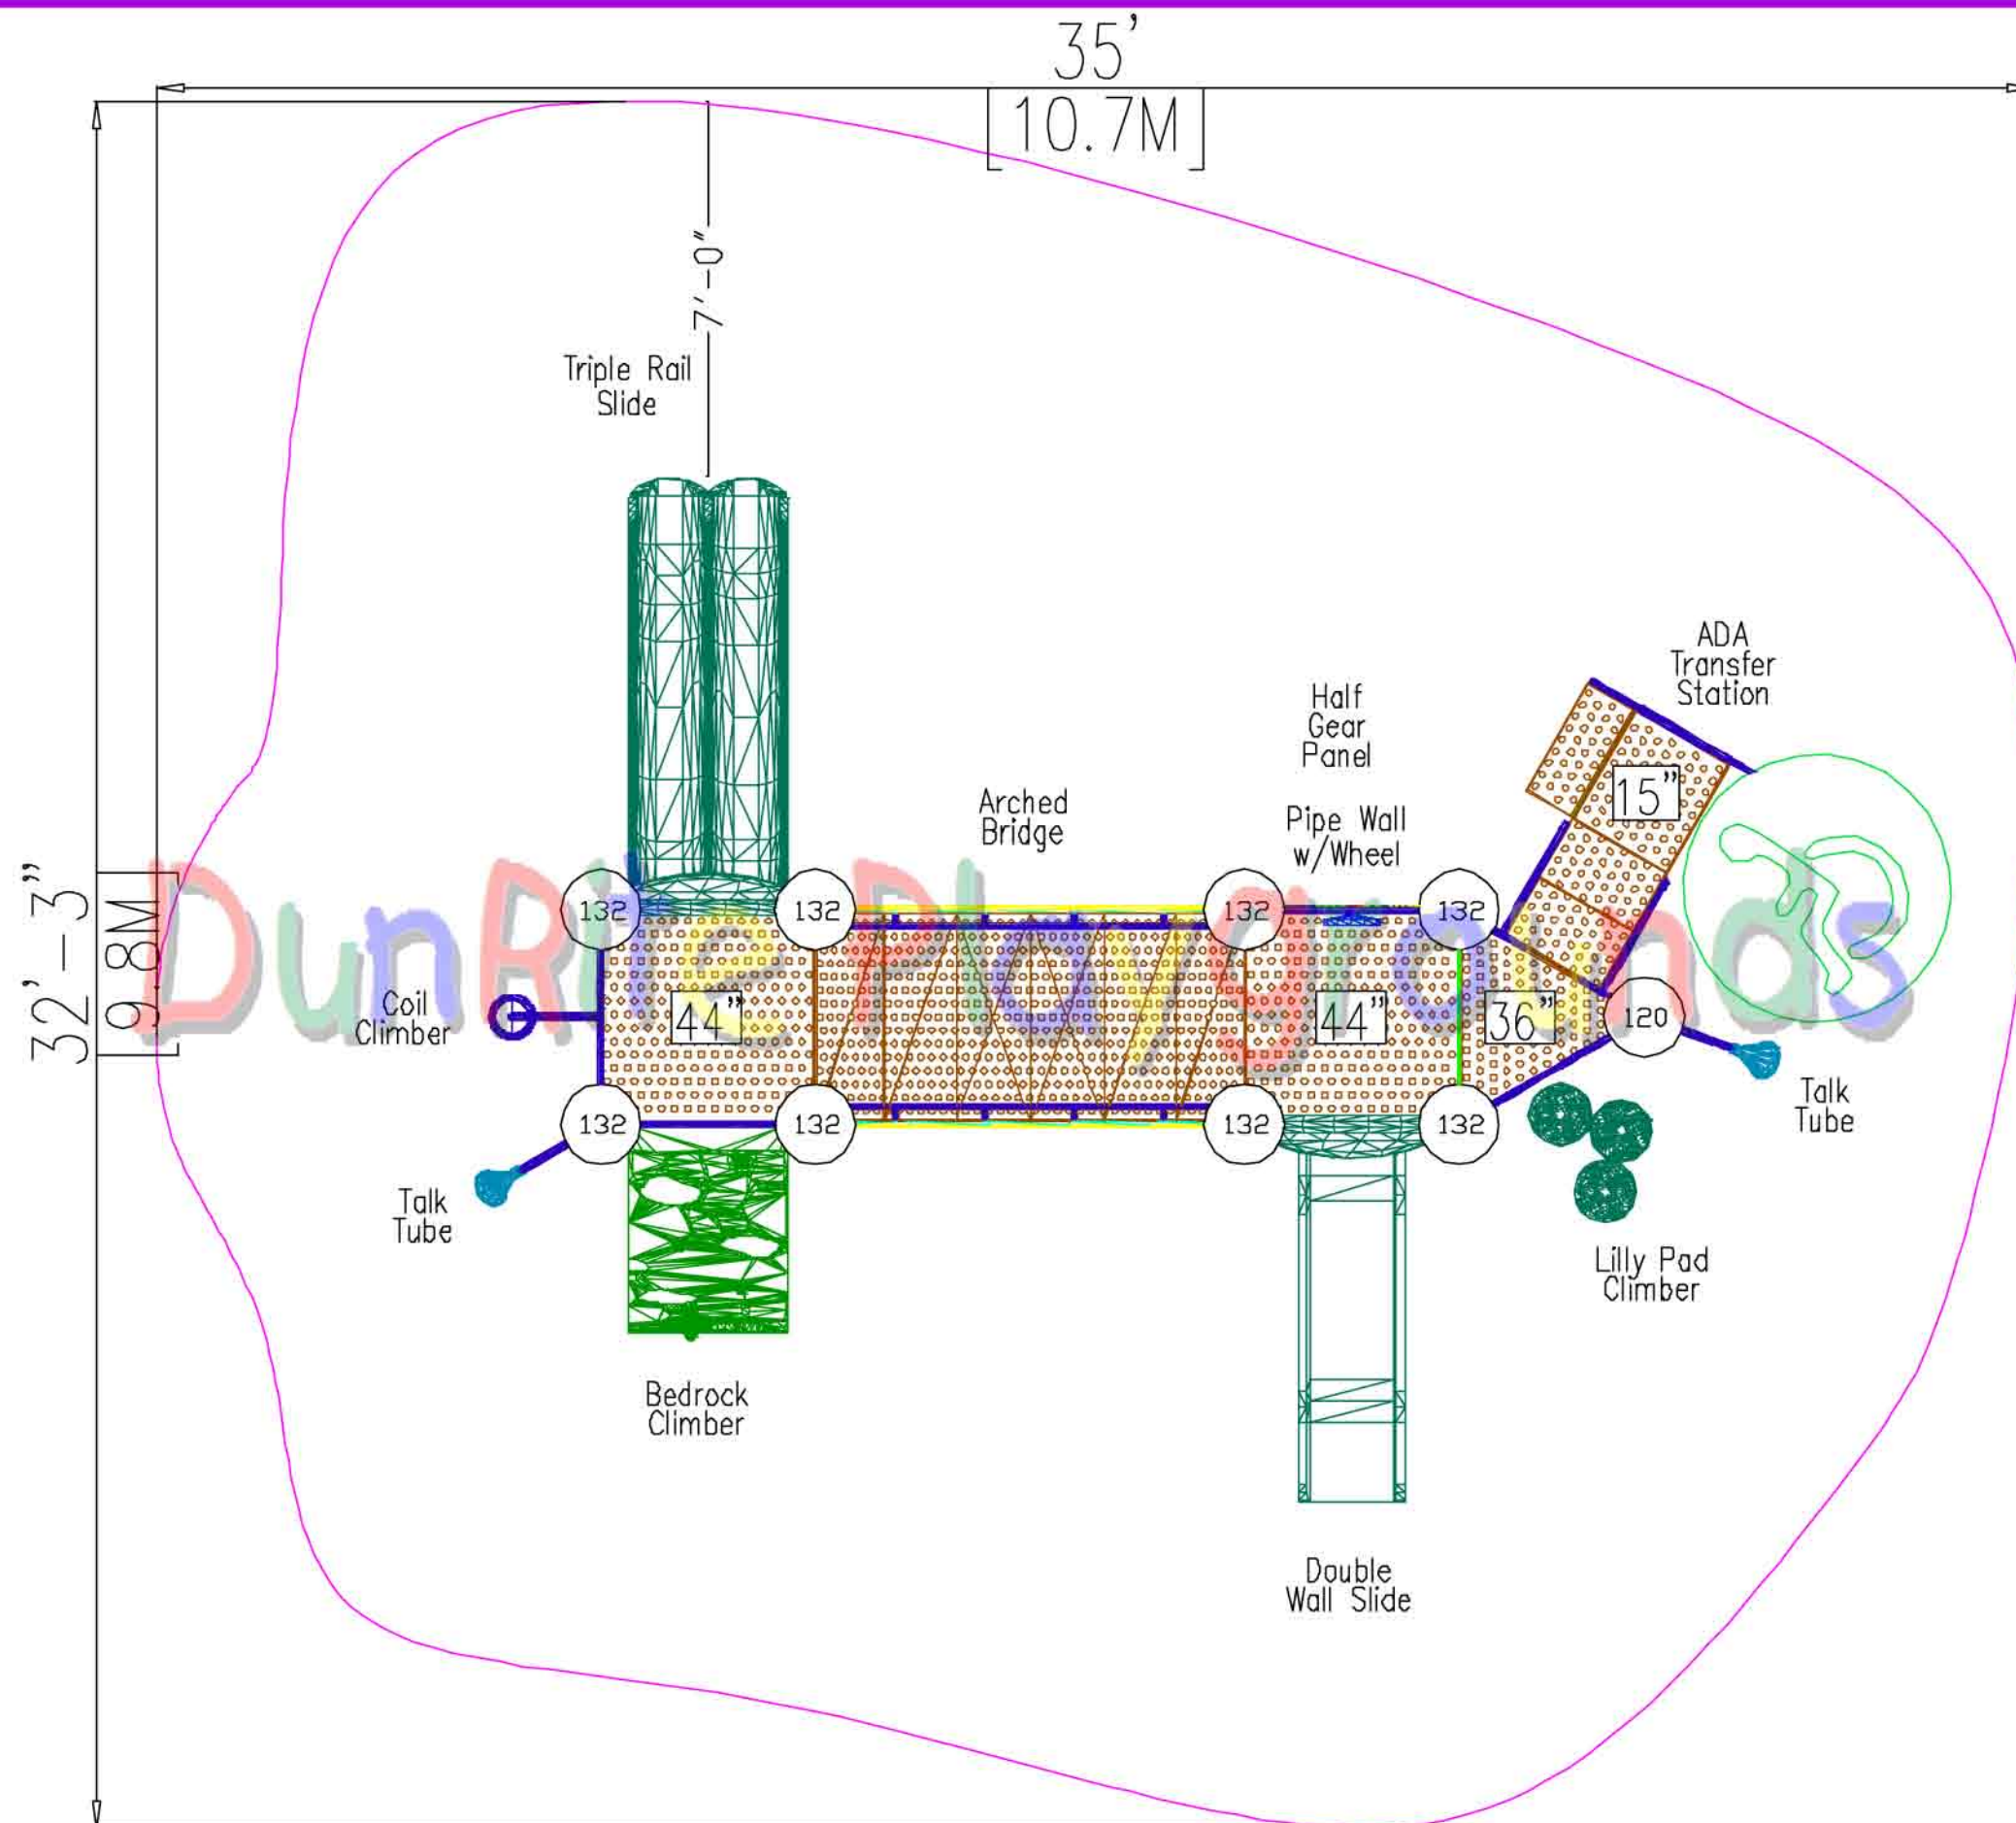 35'
[10.7M]
7'-0"
Triple Rail
Slide
ADA
Transfer
Station
Half
Gear
Panel
15"
Arched
Bridge
Pipe Wall
w/Wheel
32'-3"
9.8M
DunRite Playgrounds
132
132
132
132
Coil
Climber
44"
44"
36"
120
Talk
Tube
132
132
132
132
Talk
Tube
Lilly Pad
Climber
Bedrock
Climber
Double
Wall Slide